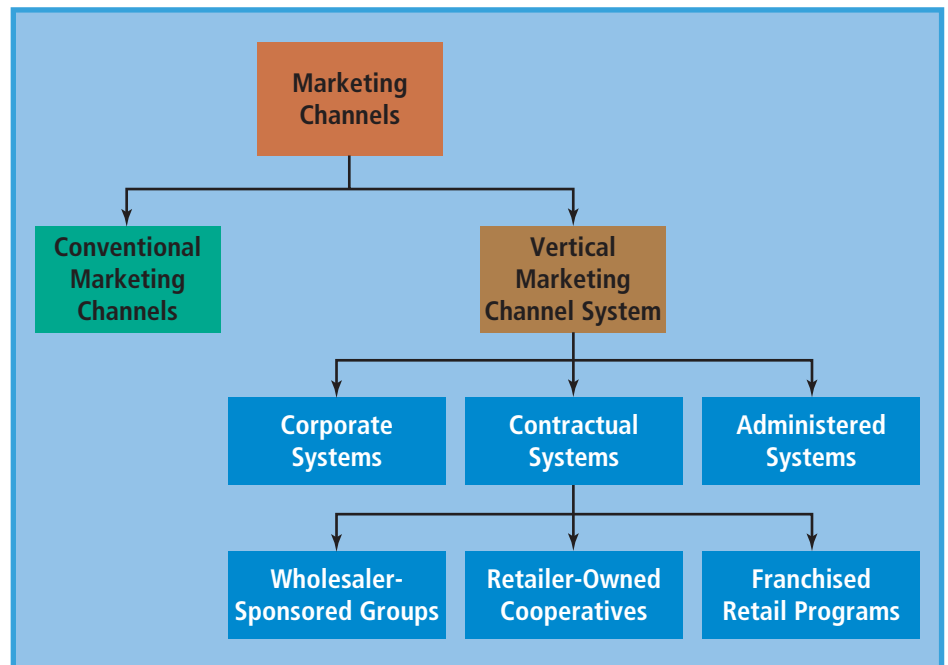 Marketing
Channels
Conventional
Marketing
Channels
Vertical
Marketing
Channel System
Corporate
Systems
Contractual
Systems
Administered
Systems
Wholesaler-
Sponsored Groups
Retailer-Owned
Cooperatives
Franchised
Retail Programs